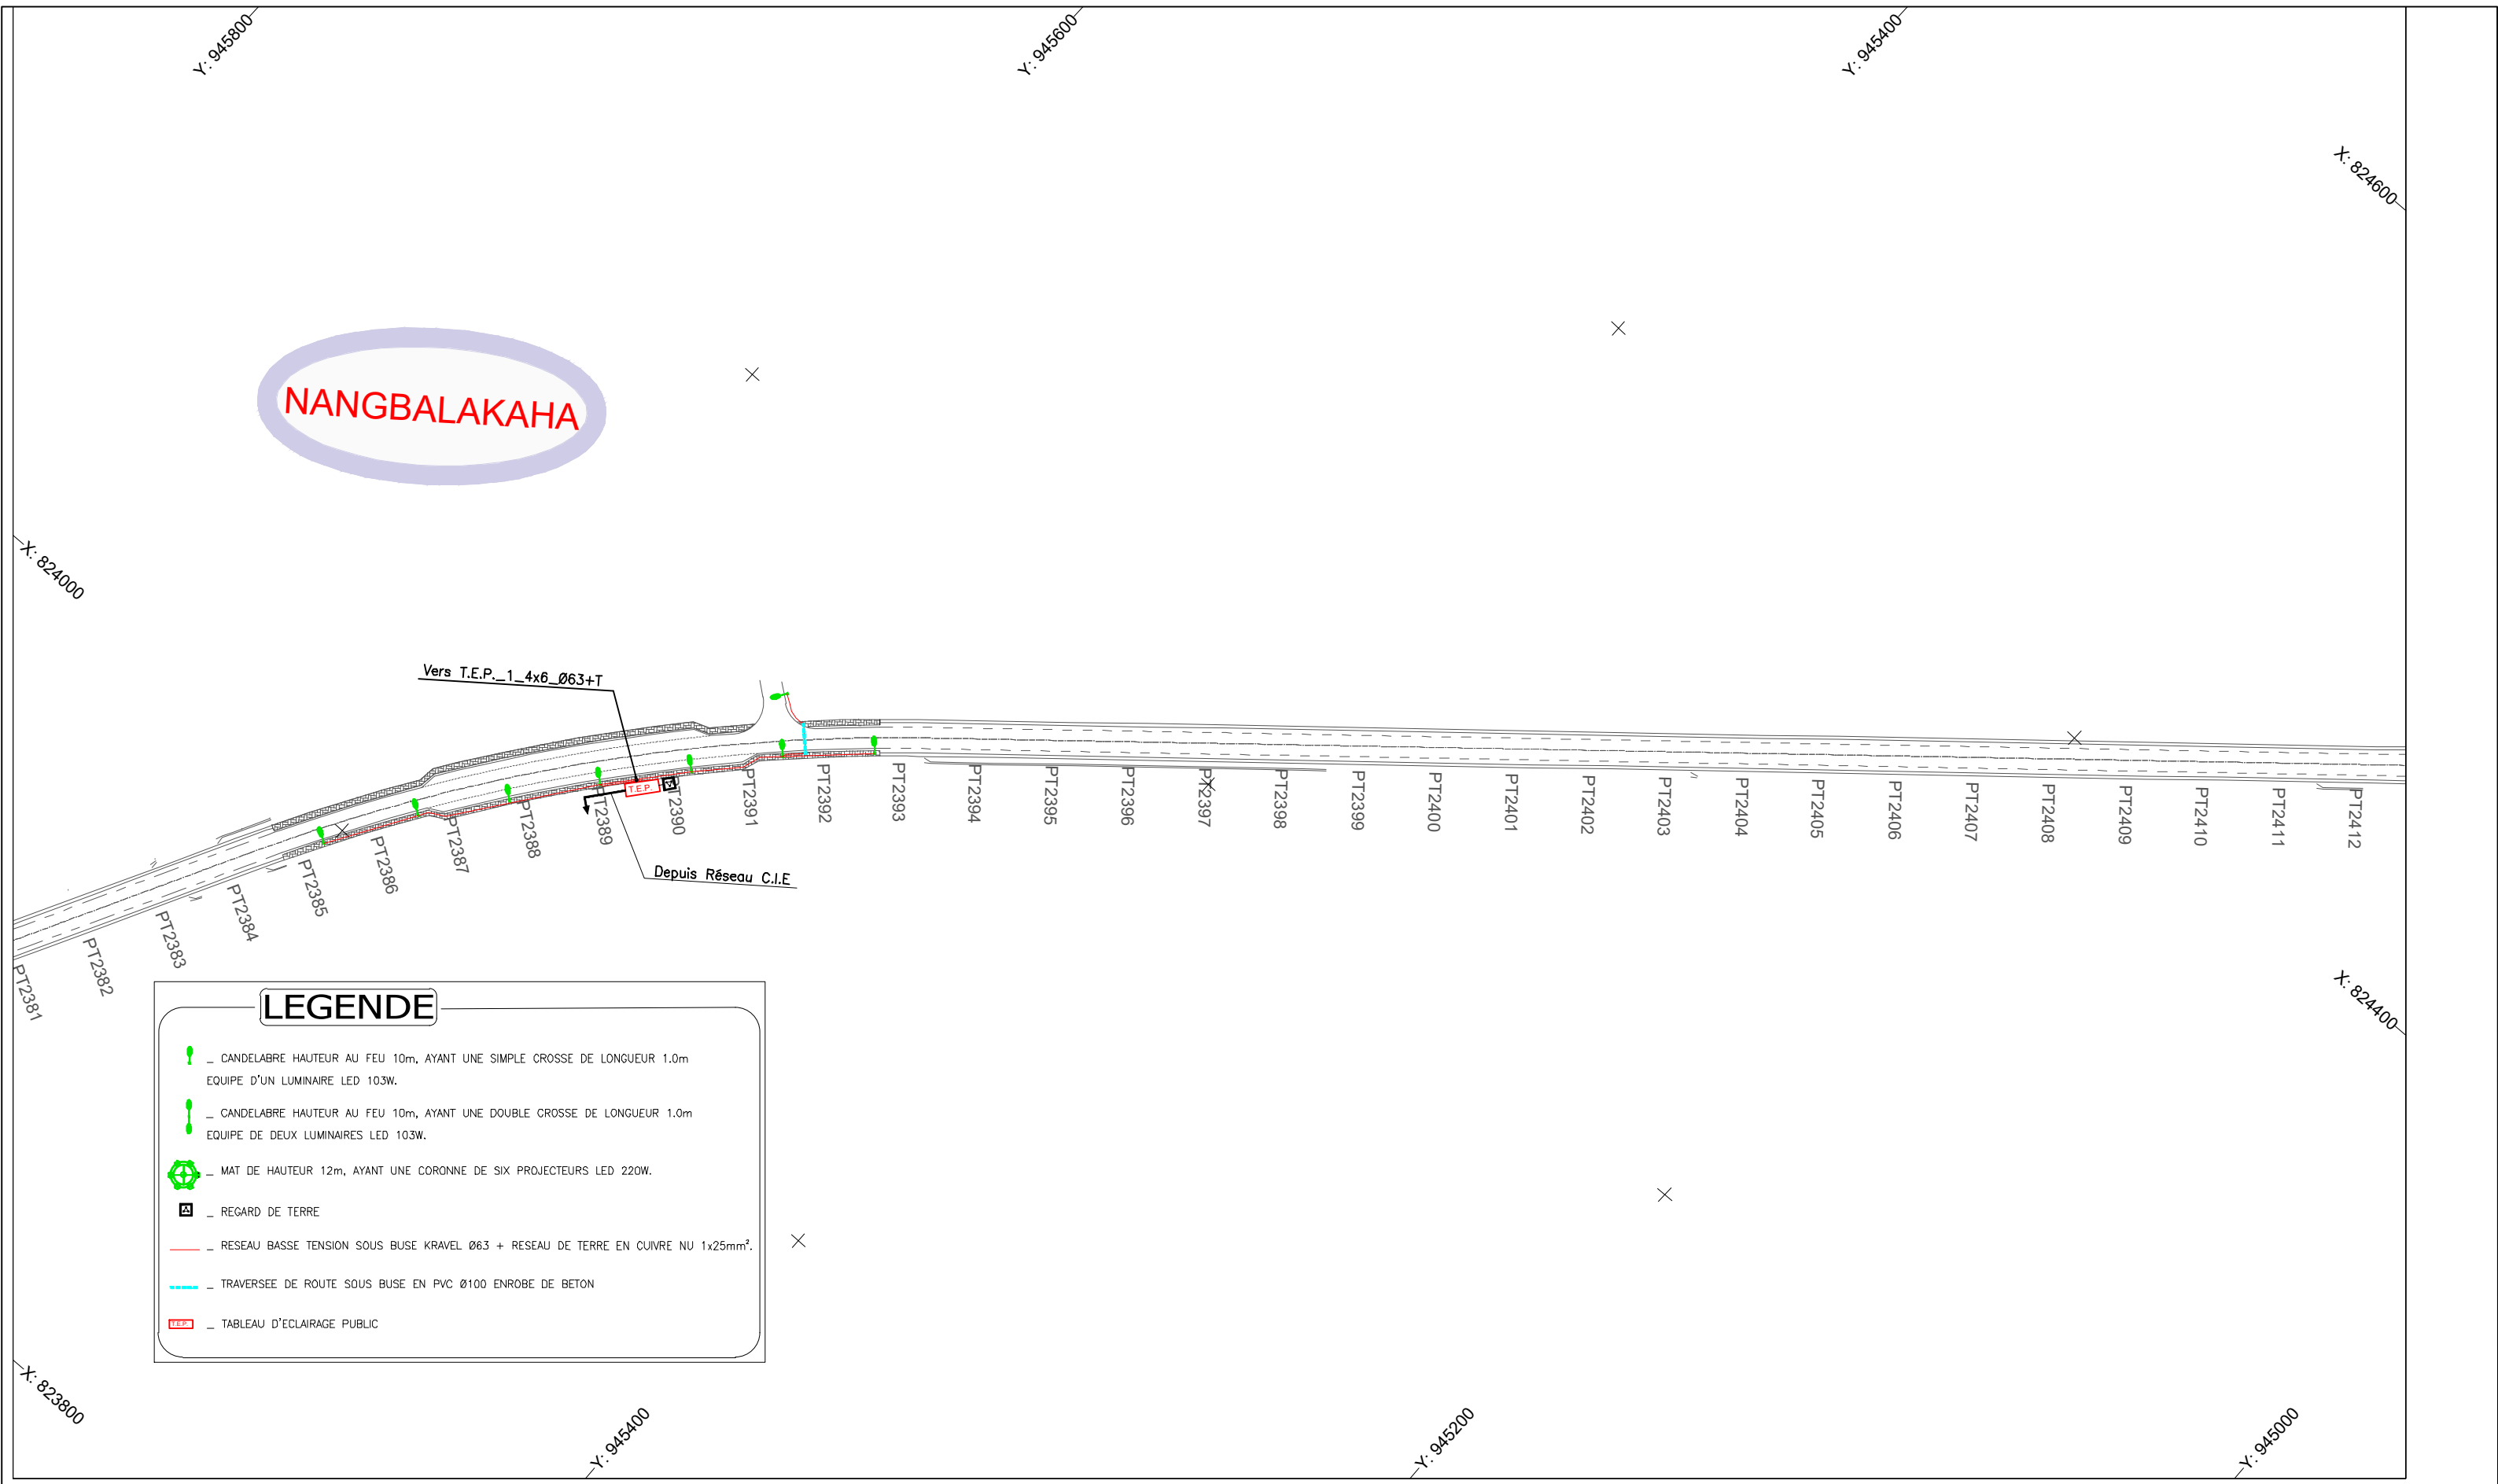 Y: 945800
Y: 945600
Y: 945400
X: 824600
NANGBALAKAHA
X: 824000
Vers T.E.P._1_4x6_Ø63+T
T.E.P.
Depuis Réseau C.I.E
PT2381
PT2382
PT2383
PT2384
PT2385
PT2386
PT2387
PT2388
PT2389
PT2390
PT2391
PT2392
PT2393
PT2394
PT2395
PT2396
PT2397
PT2398
PT2399
PT2400
PT2401
PT2402
PT2403
PT2404
PT2405
PT2406
PT2407
PT2408
PT2409
PT2410
PT2411
PT2412
X: 824400
LEGENDE
_ CANDELABRE HAUTEUR AU FEU 10m, AYANT UNE SIMPLE CROSSE DE LONGUEUR 1.0m
EQUIPE D'UN LUMINAIRE LED 103W.
_ CANDELABRE HAUTEUR AU FEU 10m, AYANT UNE DOUBLE CROSSE DE LONGUEUR 1.0m
EQUIPE DE DEUX LUMINAIRES LED 103W.
_ MAT DE HAUTEUR 12m, AYANT UNE CORONNE DE SIX PROJECTEURS LED 220W.
_ REGARD DE TERRE
_ RESEAU BASSE TENSION SOUS BUSE KRAVEL Ø63 + RESEAU DE TERRE EN CUIVRE NU 1x25mm².
_ TRAVERSEE DE ROUTE SOUS BUSE EN PVC Ø100 ENROBE DE BETON
T.E.P. _ TABLEAU D'ECLAIRAGE PUBLIC
X: 823800
Y: 945400
Y: 945200
Y: 945000